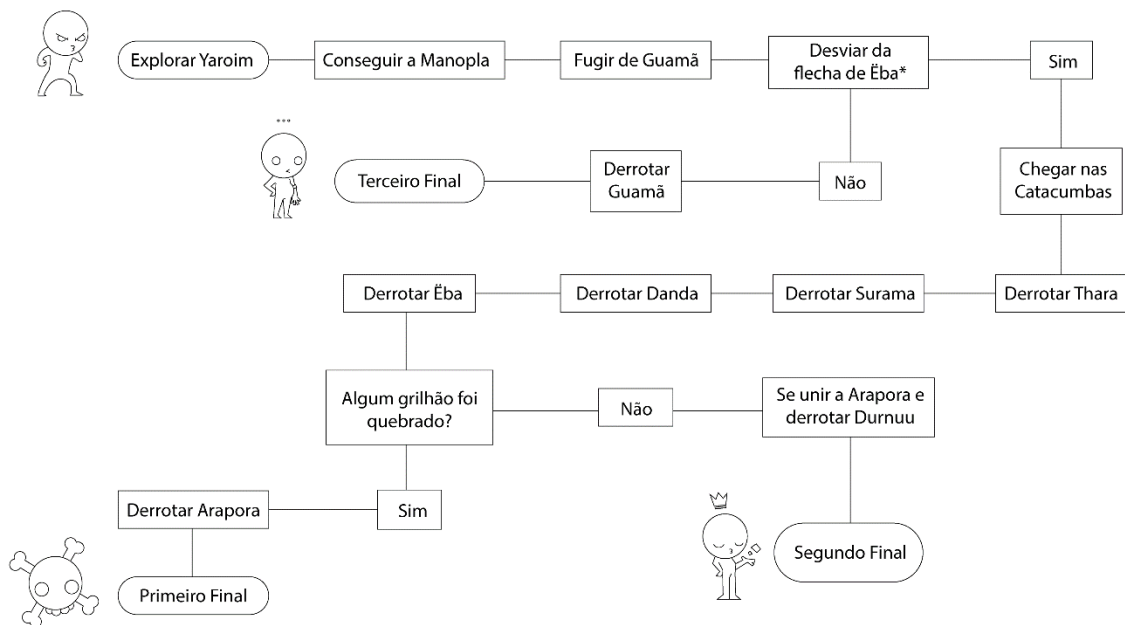 Explorar Yaroim
Conseguir a Manopla
Fugir de Guamã
Desviar da
flecha de Ëba*
Sim
...
Terceiro Final
Derrotar
Guamã
Não
Chegar nas
Catacumbas
Derrotar Ëba
Derrotar Danda
Derrotar Surama
Derrotar Thara
Algum grilhão foi
quebrado?
Não
Se unir a Arapora e
derrotar Durnuu
Derrotar Arapora
Sim
Segundo Final
Primeiro Final